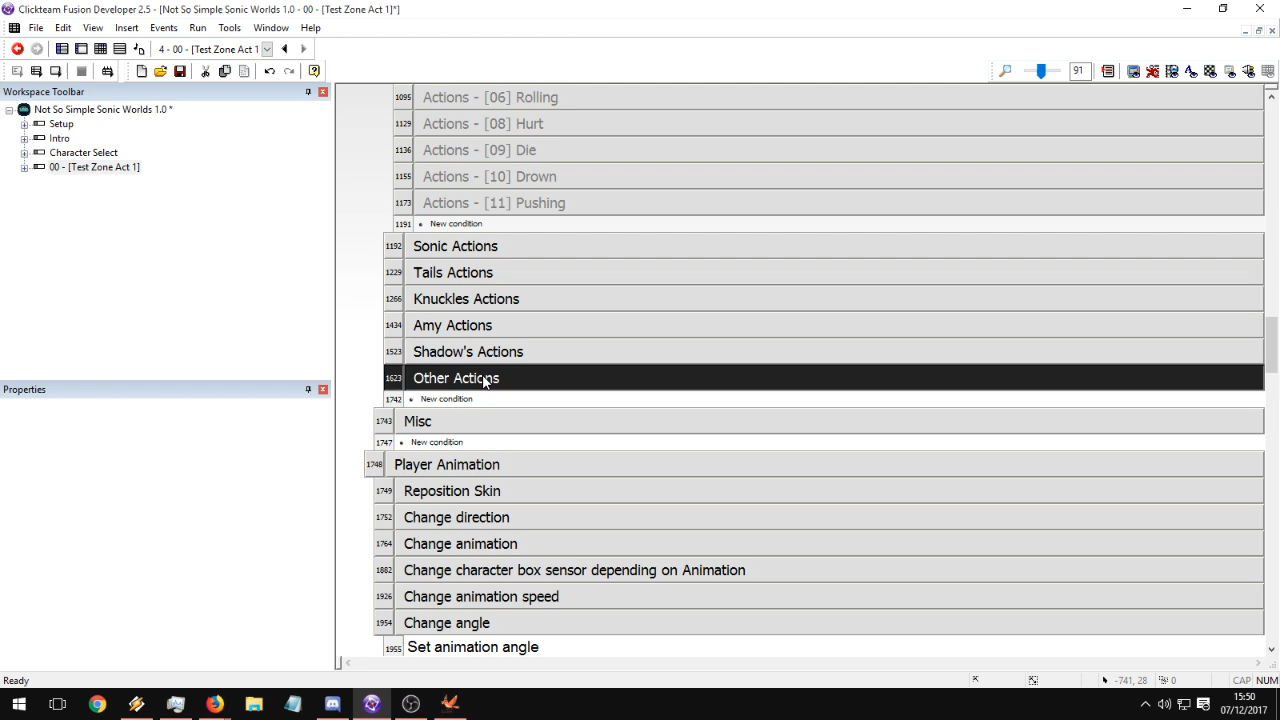 Clickteam Fusion Developer 2.5 - [Not So Simple Sonic Worlds 1.0 - 00 - [Test Zone Act 1]*]
File Edit View Insert Events Run Tools Window Help
4 - 00 - [Test Zone Act 1
91
Workspace Toolbar
Not So Simple Sonic Worlds 1.0 *
Setup
Intro
Character Select
00 - [Test Zone Act 1]
Properties
1095 Actions - [06] Rolling
1129 Actions - [08] Hurt
1136 Actions - [09] Die
1155 Actions - [10] Drown
1173 Actions - [11] Pushing
1191 • New condition
1192 Sonic Actions
1229 Tails Actions
1266 Knuckles Actions
1434 Amy Actions
1523 Shadow's Actions
1623 Other Actions
1742 • New condition
1743 Misc
1747 • New condition
1748 Player Animation
1749 Reposition Skin
1752 Change direction
1764 Change animation
1882 Change character box sensor depending on Animation
1926 Change animation speed
1954 Change angle
1955 Set animation angle
Ready
-741, 28
0
CAP NUM
15:50
07/12/2017